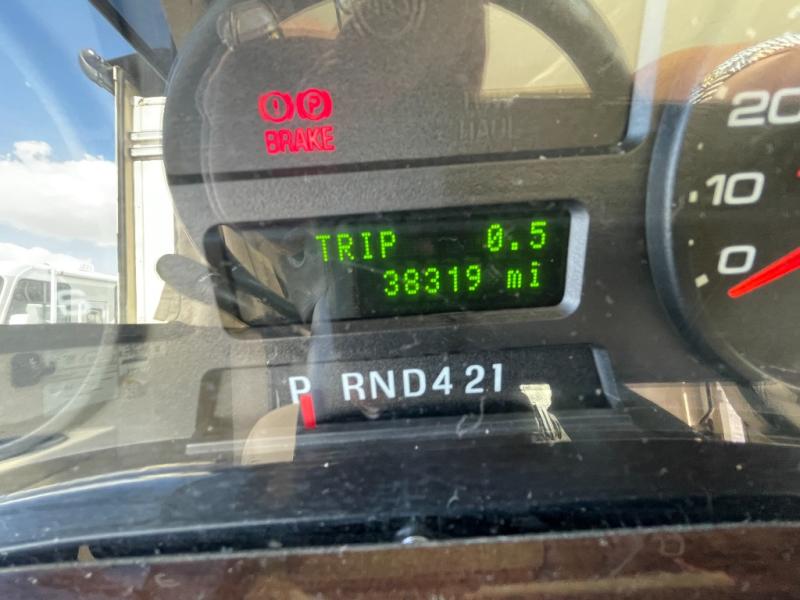 ! P
BRAKE
TOW
HAUL
20
10
0
TRIP 0.5
38319 mi
P RND421